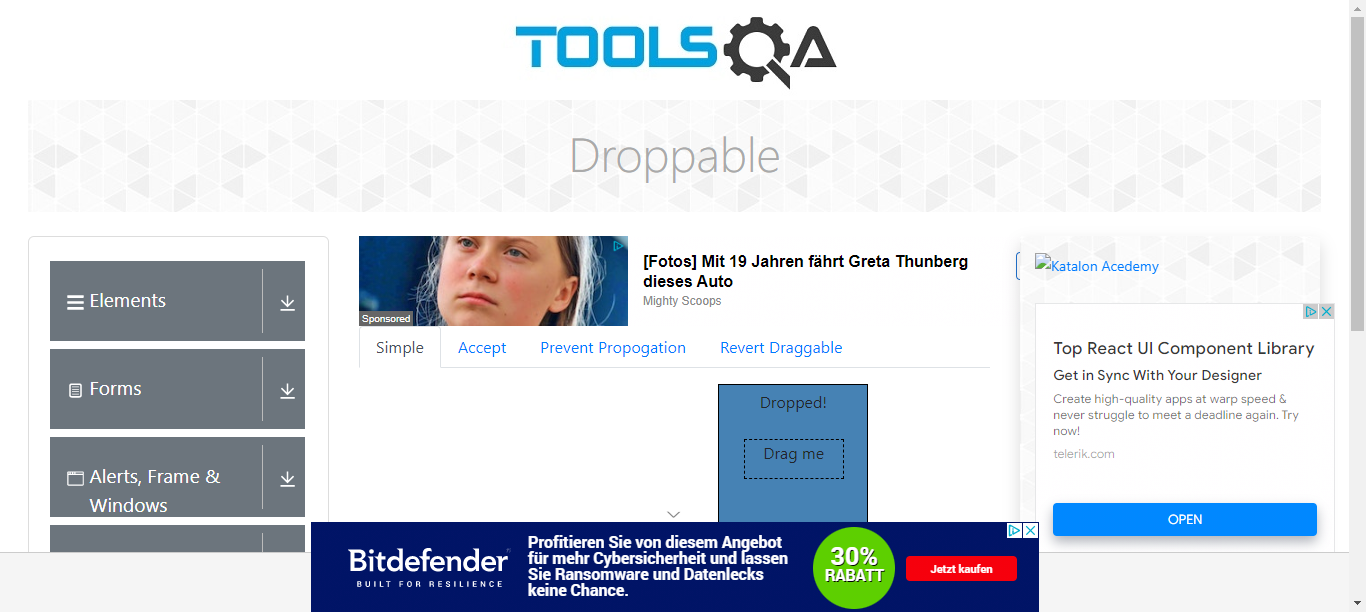 TOOLSQA
Droppable
Elements
Forms
Alerts, Frame &
Windows
Sponsored
[Fotos] Mit 19 Jahren fährt Greta Thunberg
dieses Auto
Mighty Scoops
Simple Accept Prevent Propogation Revert Draggable
Dropped!
Drag me
Katalon Acedemy
Top React UI Component Library
Get in Sync With Your Designer
Create high-quality apps at warp speed &
never struggle to meet a deadline again. Try
now!
telerik.com
OPEN
Bitdefender
BUILT FOR RESILIENCE
Profitieren Sie von diesem Angebot
für mehr Cybersicherheit und lassen
Sie Ransomware und Datenlecks
keine Chance.
30%
RABATT
Jetzt kaufen